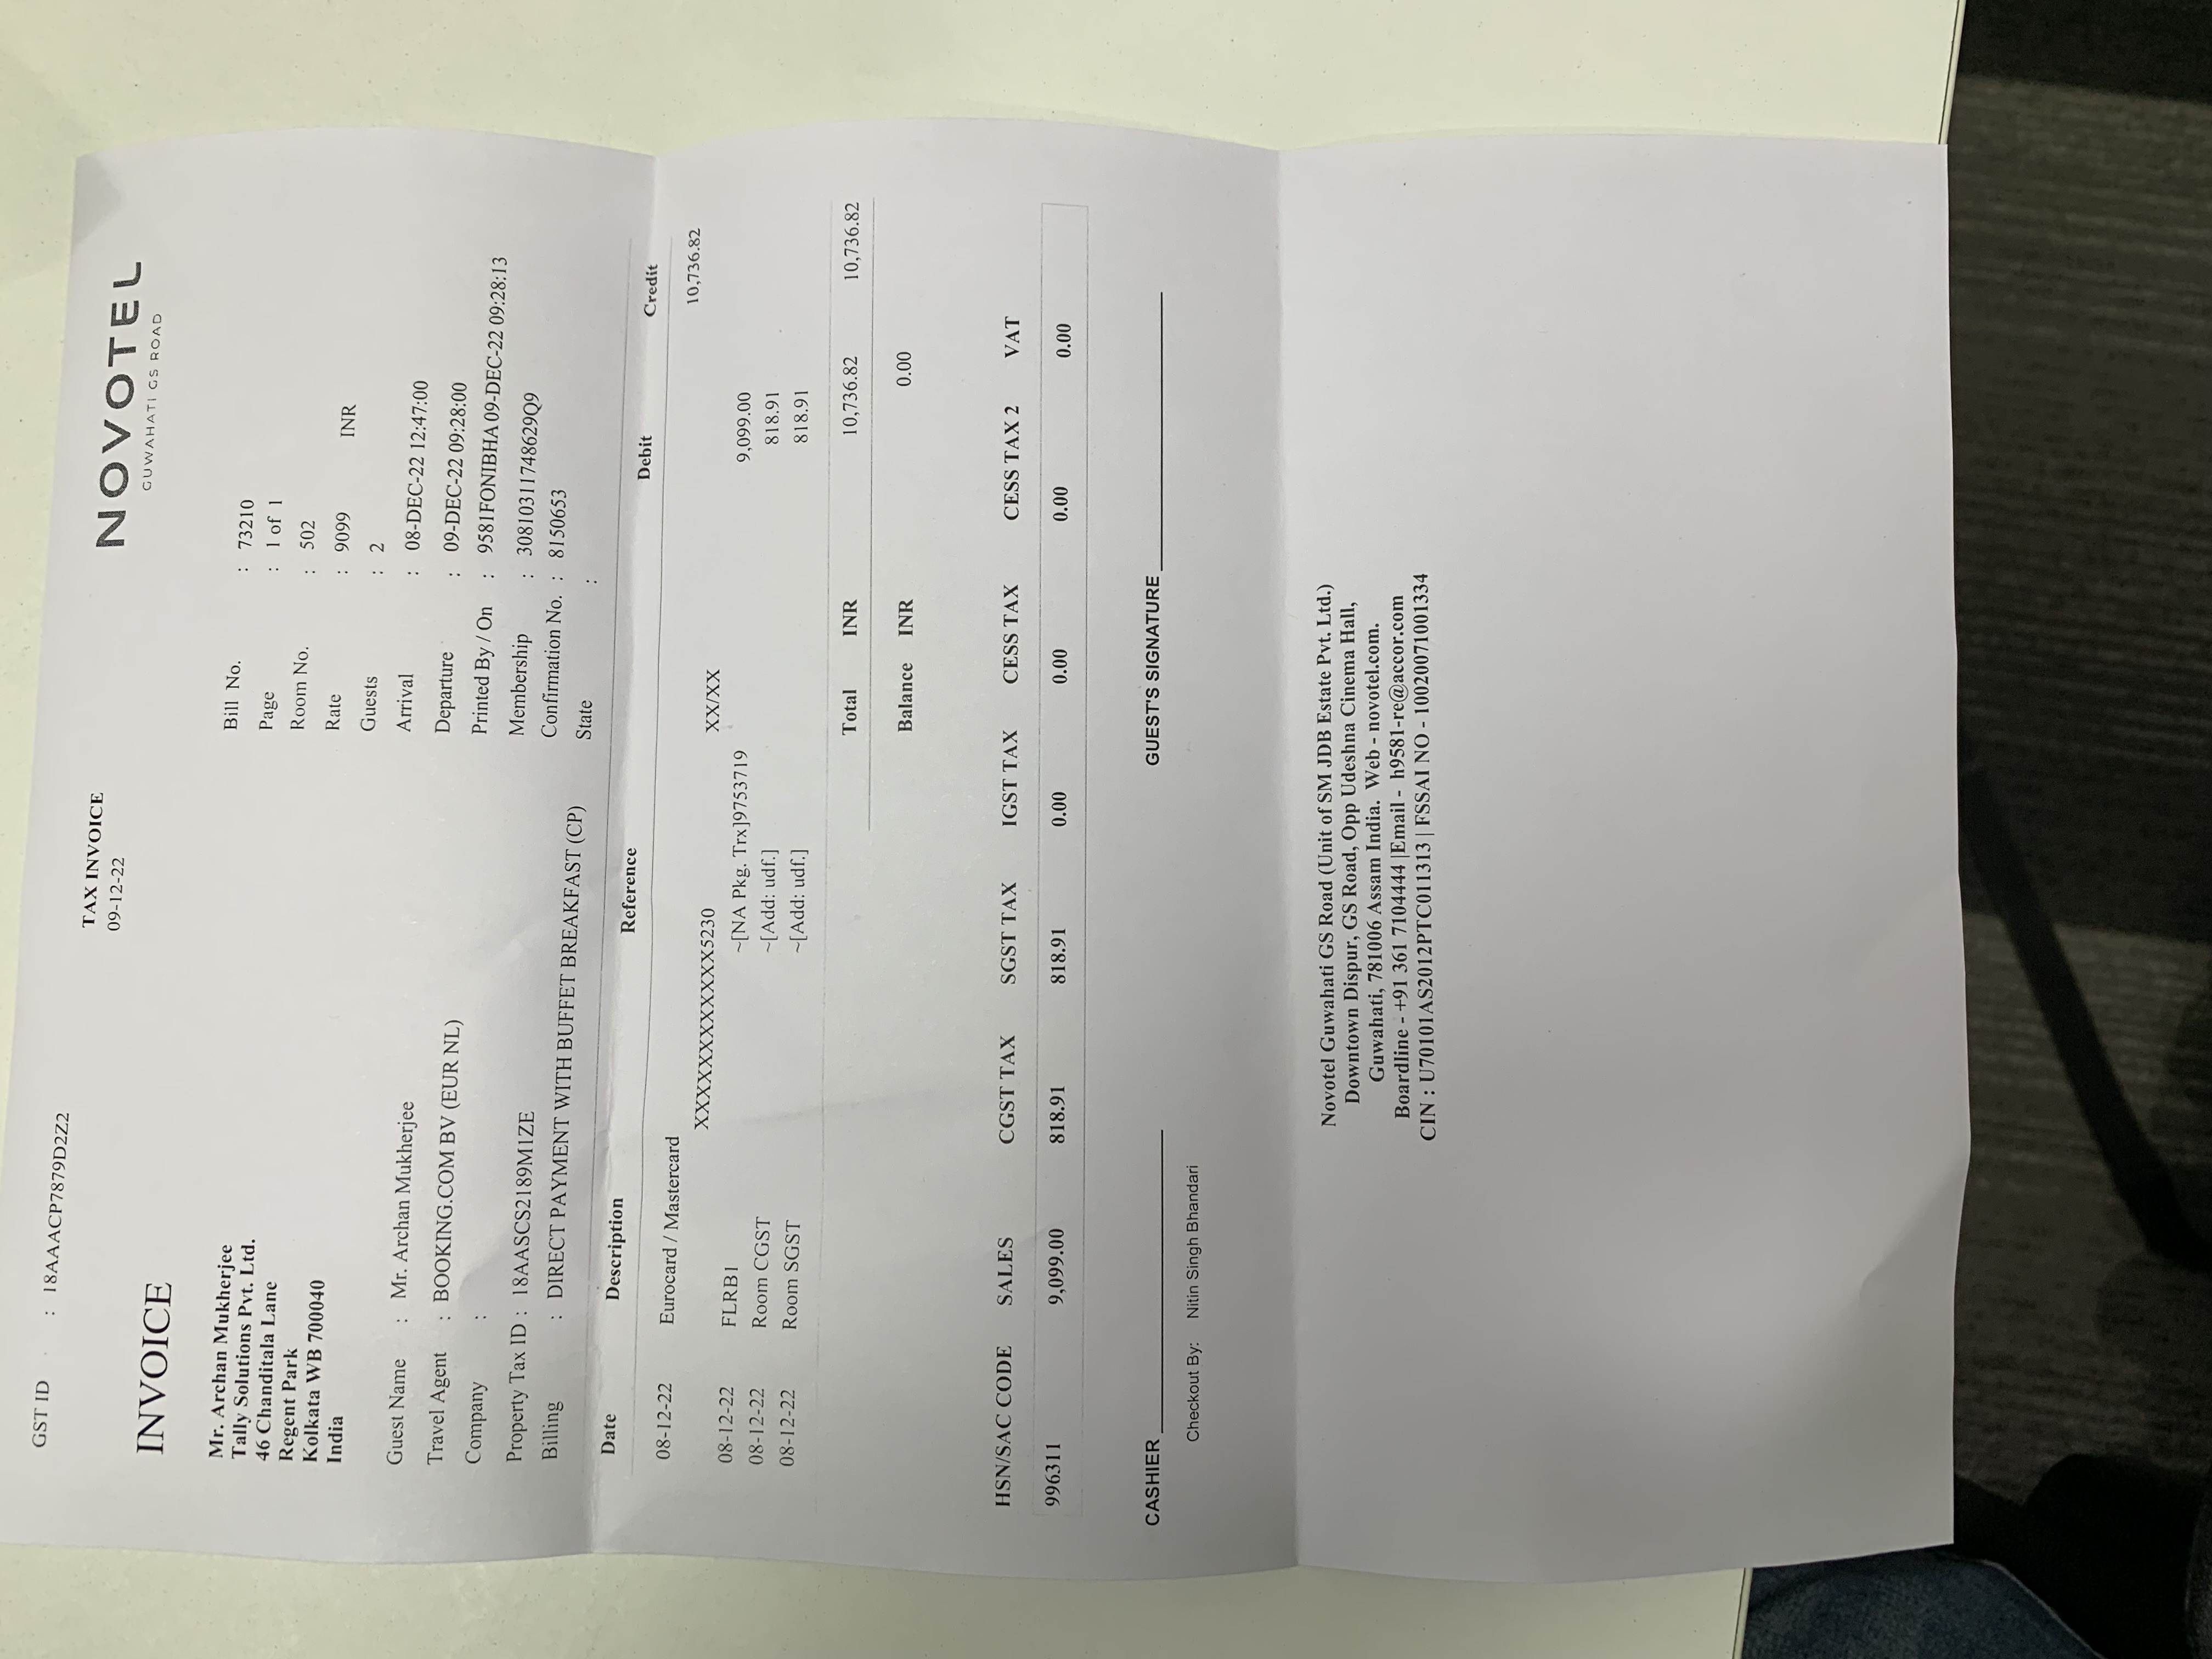 GST ID : 18AAACP7879D2Z2
TAX INVOICE
09-12-22
NOVOTEL
GUWAHATI GS ROAD
INVOICE
Mr. Archan Mukherjee
Tally Solutions Pvt. Ltd.
46 Chanditala Lane
Regent Park
Kolkata WB 700040
India
Bill No. : 73210
Page : 1 of 1
Room No. : 502
Rate : 9099 INR
Guests : 2
Arrival : 08-DEC-22 12:47:00
Departure : 09-DEC-22 09:28:00
Printed By / On : 9581FONIBHA 09-DEC-22 09:28:13
Membership : 30810311748629Q9
Confirmation No. : 8150653
State :
Guest Name : Mr. Archan Mukherjee
Travel Agent : BOOKING.COM BV (EUR NL)
Company :
Property Tax ID : 18AASCS2189M1ZE
Billing : DIRECT PAYMENT WITH BUFFET BREAKFAST (CP)
Date Description Reference Debit Credit
08-12-22 Eurocard / Mastercard 10,736.82
XXXXXXXXXXXX5230 XX/XX
08-12-22 FLRB1 ~[NA Pkg. Trx]9753719 9,099.00
08-12-22 Room CGST ~[Add: udf.] 818.91
08-12-22 Room SGST ~[Add: udf.] 818.91
Total INR 10,736.82 10,736.82
Balance INR 0.00
HSN/SAC CODE SALES CGST TAX SGST TAX IGST TAX CESS TAX CESS TAX 2 VAT
996311 9,099.00 818.91 818.91 0.00 0.00 0.00 0.00
CASHIER GUEST'S SIGNATURE
Checkout By: Nitin Singh Bhandari
Novotel Guwahati GS Road (Unit of SM JDB Estate Pvt. Ltd.)
Downtown Dispur, GS Road, Opp Udeshna Cinema Hall,
Guwahati, 781006 Assam India. Web - novotel.com.
Boardline - +91 361 7104444 |Email - h9581-re@accor.com
CIN : U70101AS2012PTC011313 | FSSAI NO - 10020071001334